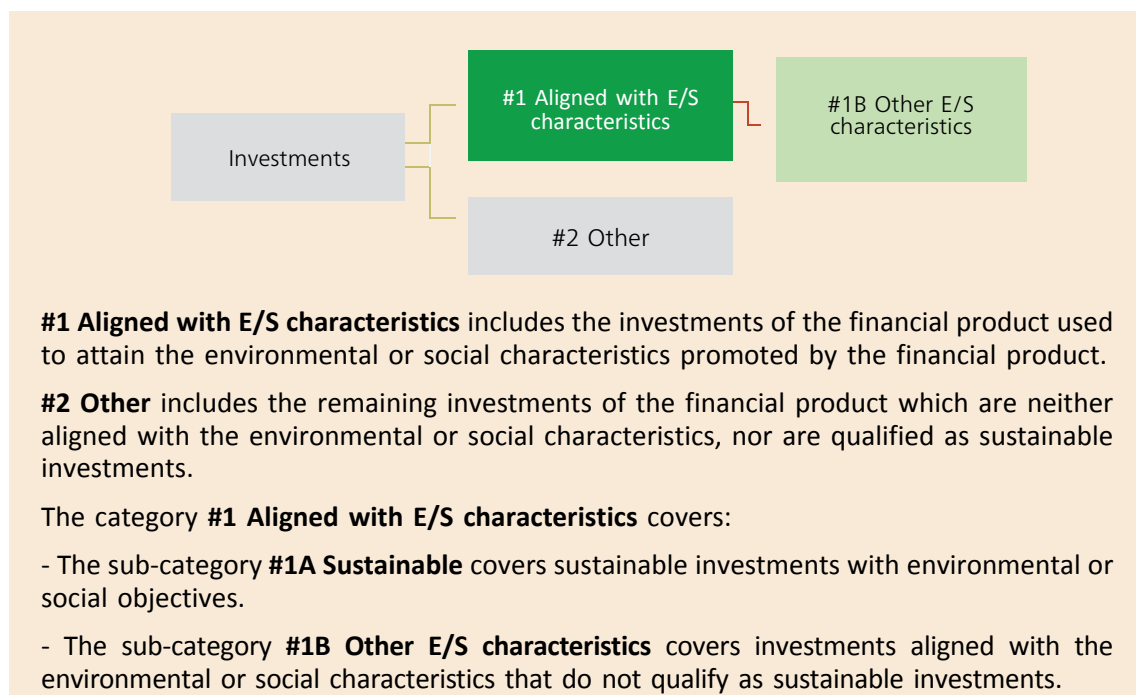 #1 Aligned with E/S
characteristics
#1B Other E/S
characteristics
Investments
#2 Other
#1 Aligned with E/S characteristics includes the investments of the financial product used
to attain the environmental or social characteristics promoted by the financial product.
#2 Other includes the remaining investments of the financial product which are neither
aligned with the environmental or social characteristics, nor are qualified as sustainable
investments.
The category #1 Aligned with E/S characteristics covers:
- The sub-category #1A Sustainable covers sustainable investments with environmental or
social objectives.
- The sub-category #1B Other E/S characteristics covers investments aligned with the
environmental or social characteristics that do not qualify as sustainable investments.